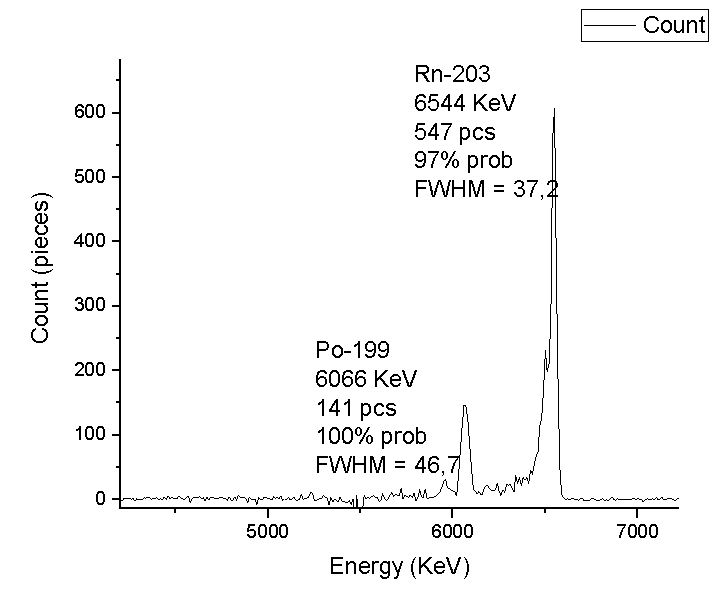 Count
Rn-203
6544 KeV
547 pcs
97% prob
FWHM = 37,2
Po-199
6066 KeV
141 pcs
100% prob
FWHM = 46,7
Count (pieces)
600
500
400
300
200
100
0
5000 6000 7000
Energy (KeV)